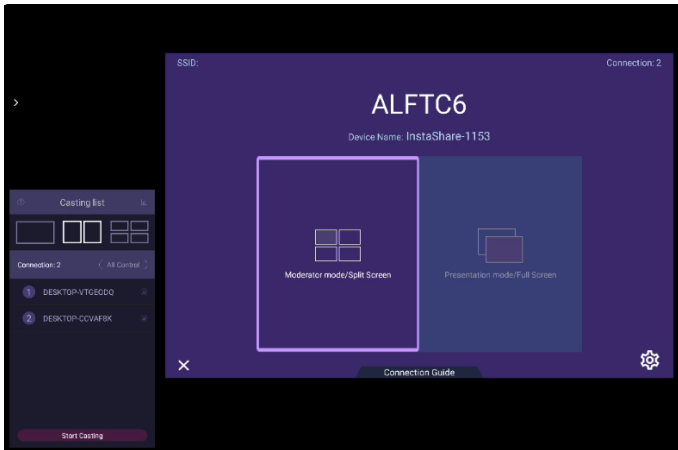 SSID:
Connection: 2
ALFTC6
Device Name: InstaShare-1153
Moderator mode/Split Screen
Presentation mode/Full Screen
Connection Guide
Casting list
Connection: 2
All Control
1 DESKTOP-VTGEODQ
2 DESKTOP-CCVAF8K
Start Casting